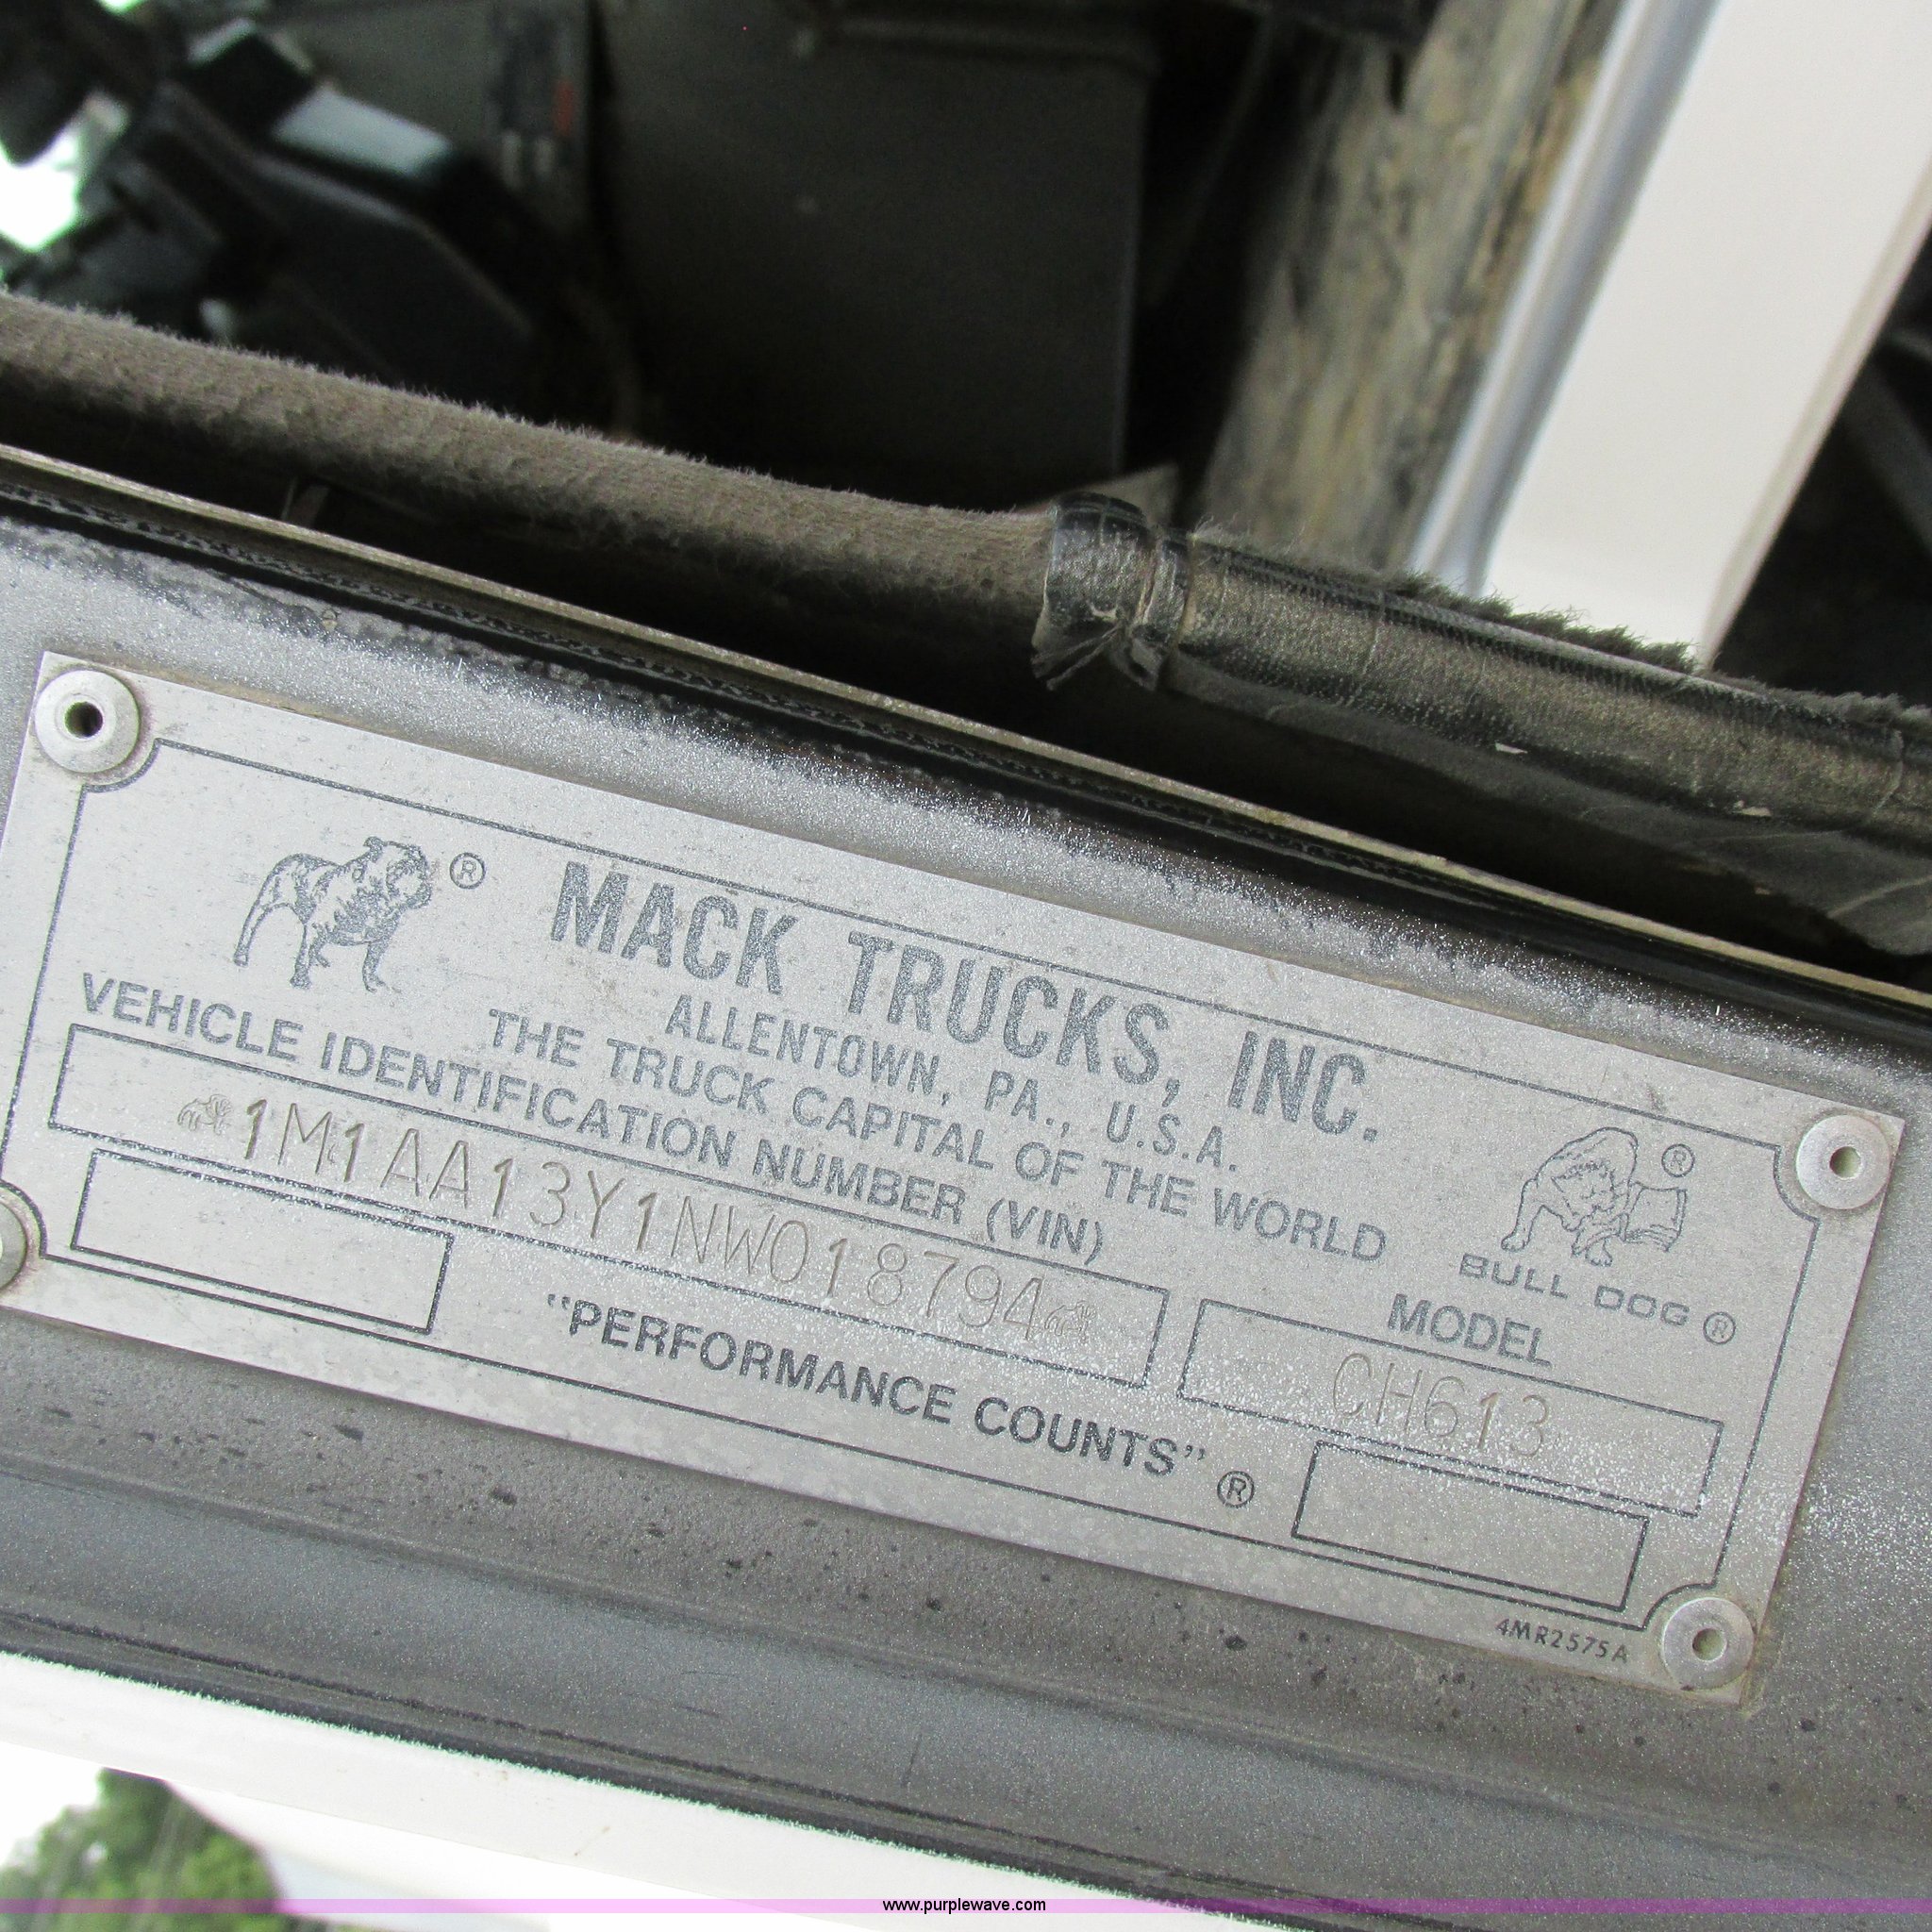 ® MACK TRUCKS, INC.
ALLENTOWN, PA., U.S.A.
THE TRUCK CAPITAL OF THE WORLD
®
BULL DOG ®
VEHICLE IDENTIFICATION NUMBER (VIN)
MODEL
1M1AA13Y1NW018794
CH613
"PERFORMANCE COUNTS" ®
4MR2575A
www.purplewave.com